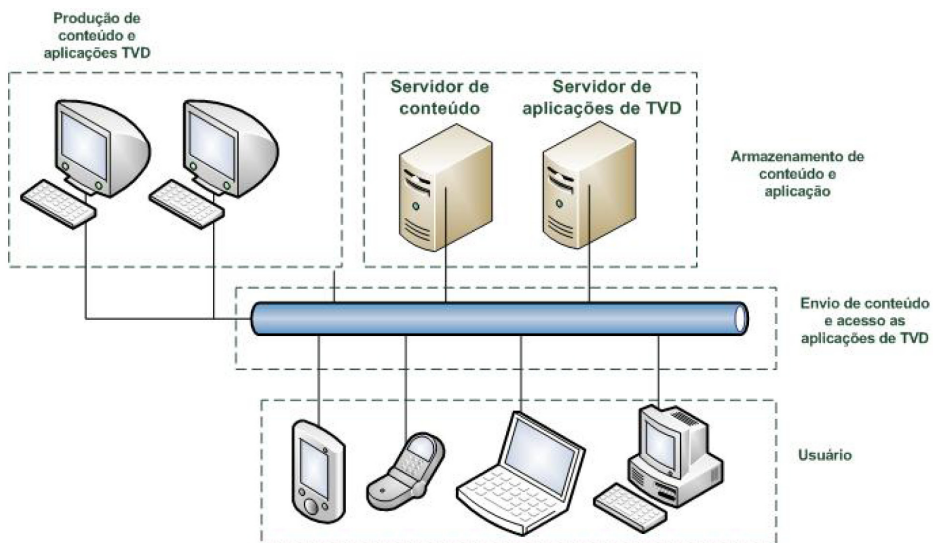 Produção de
conteúdo e
aplicações TVD
Servidor de
conteúdo
Servidor de
aplicações de TVD
Armazenamento de
conteúdo e
aplicação
Envio de conteúdo
e acesso as
aplicações de TVD
Usuário